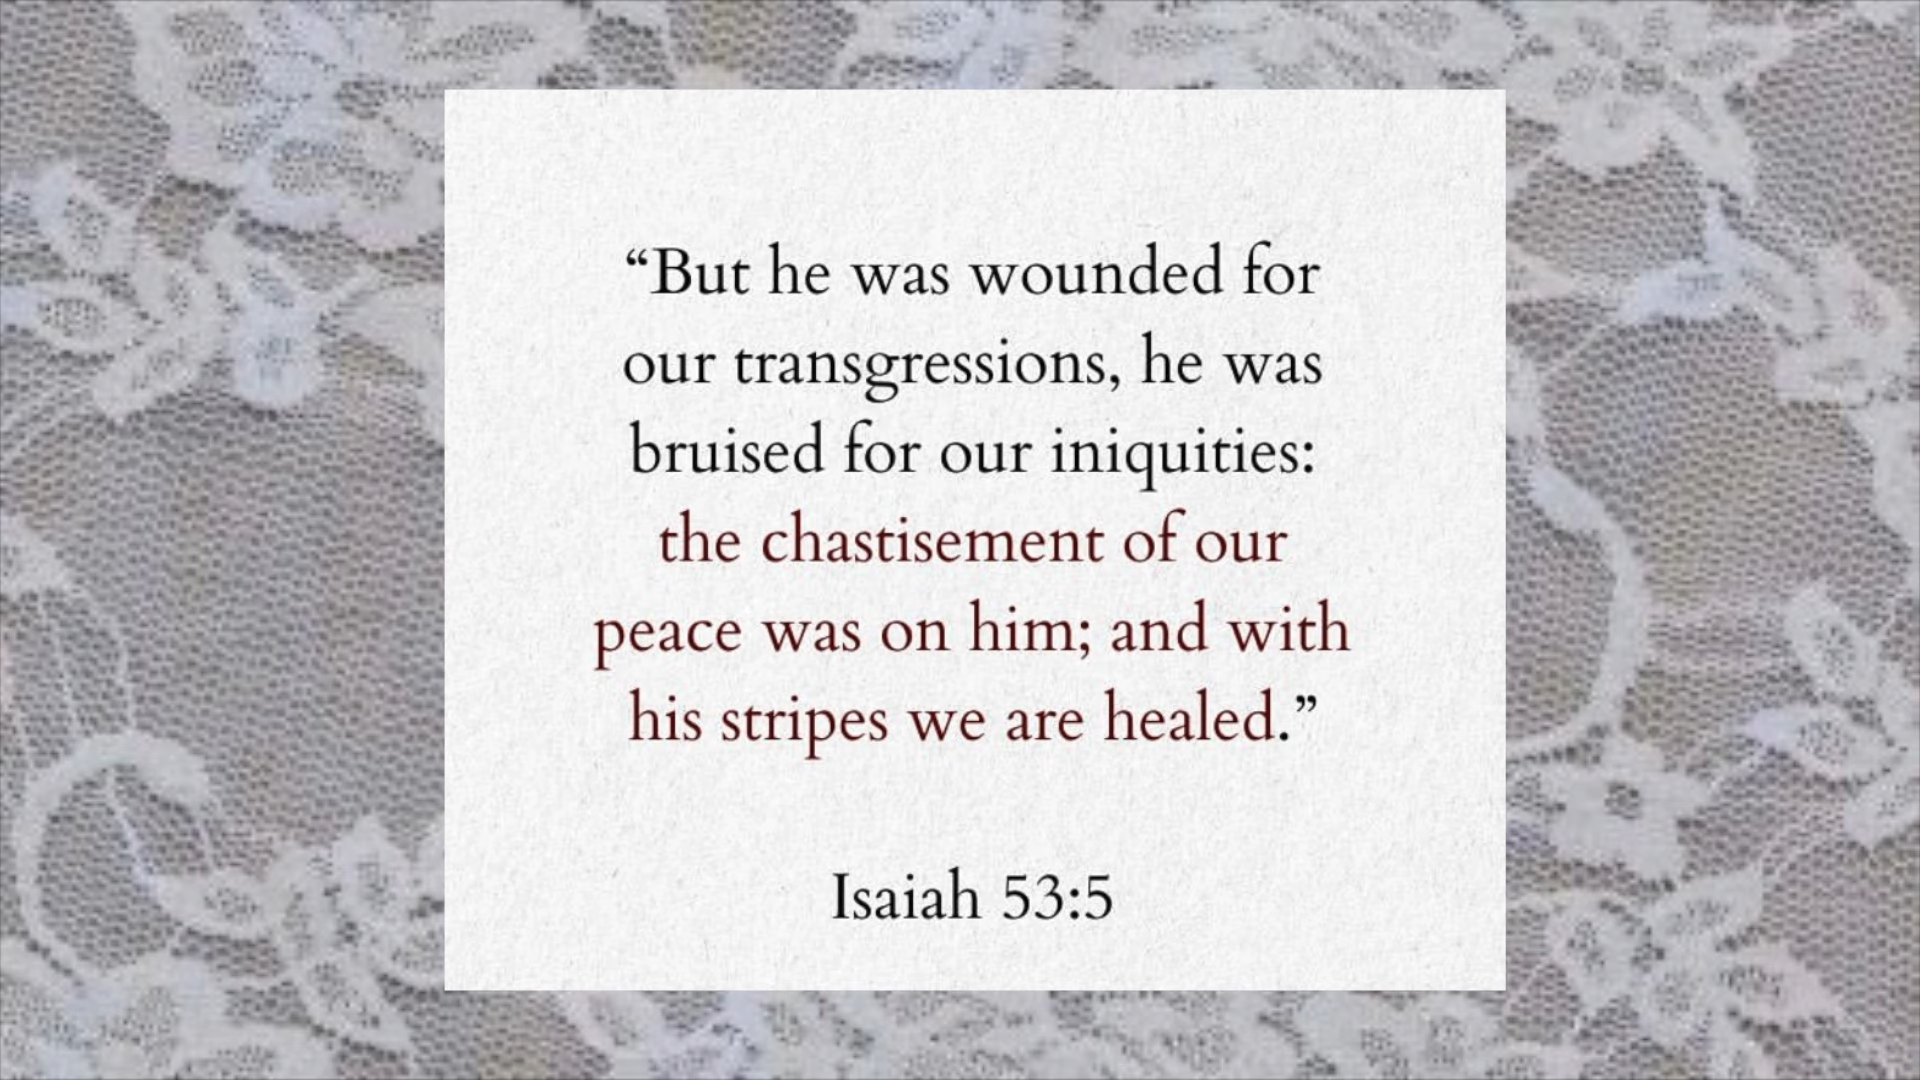 “But he was wounded for
our transgressions, he was
bruised for our iniquities:
the chastisement of our
peace was on him; and with
his stripes we are healed.”
Isaiah 53:5